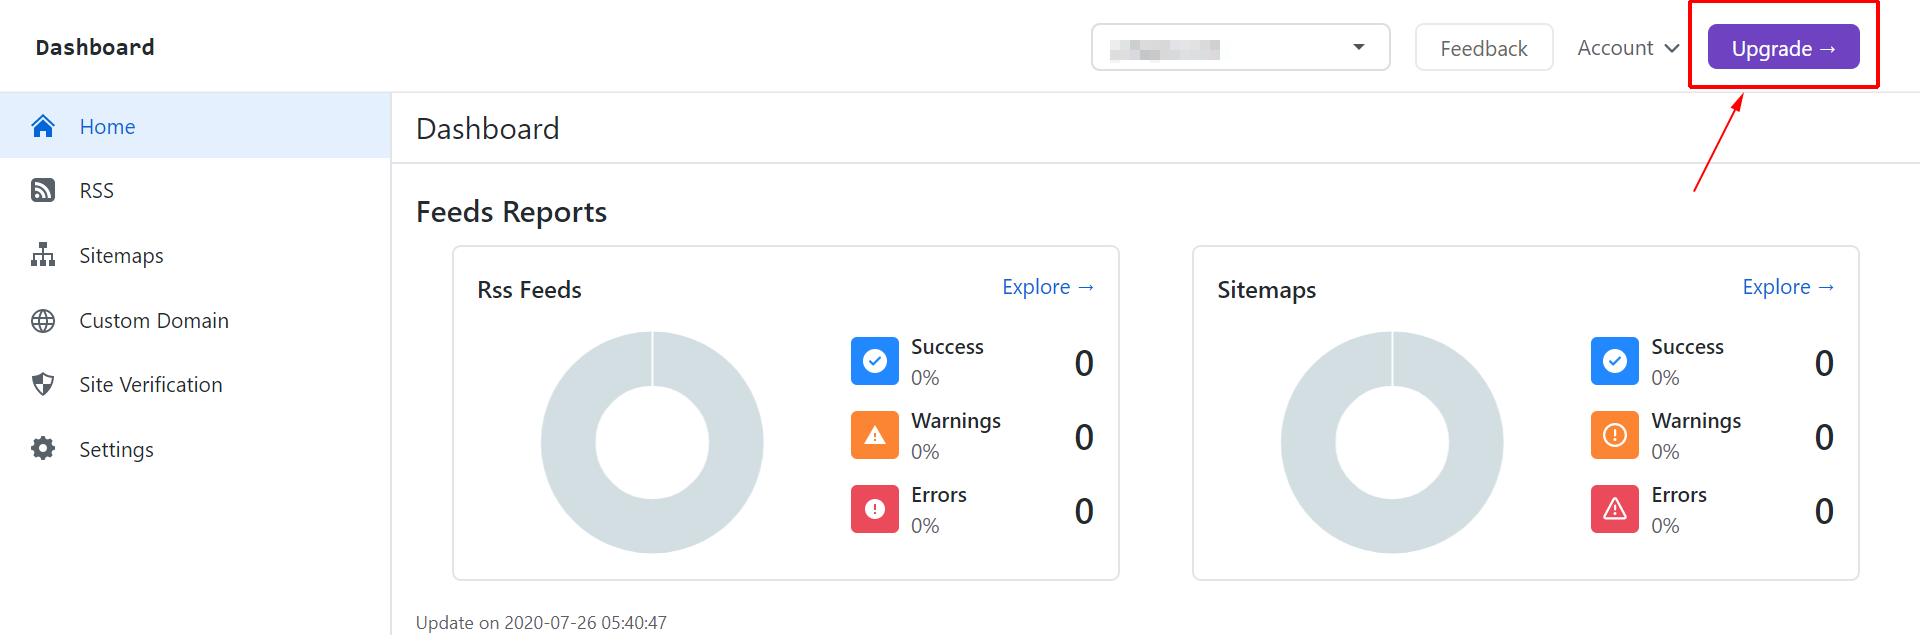 Dashboard
Feedback
Account
Upgrade →
Home
RSS
Sitemaps
Custom Domain
Site Verification
Settings
Dashboard
Feeds Reports
Rss Feeds
Explore →
Success
0%
0
Warnings
0%
0
Errors
0%
0
Sitemaps
Explore →
Success
0%
0
Warnings
0%
0
Errors
0%
0
Update on 2020-07-26 05:40:47